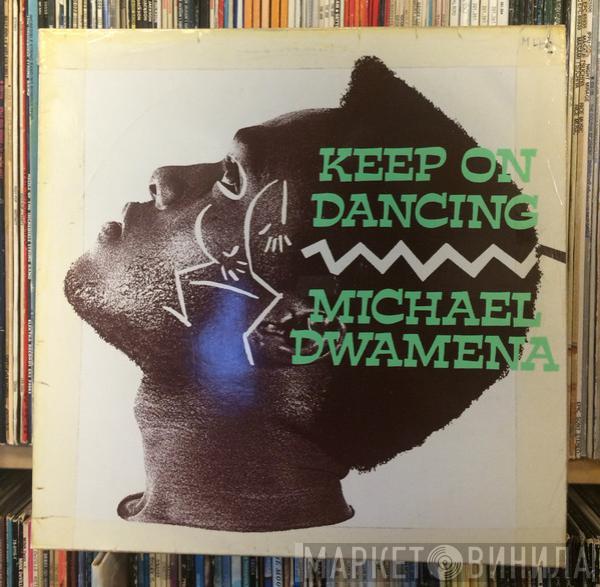 KEEP ON
DANCING
MICHAEL
DWAMENA
МАРКЕТ ВИНИЛА